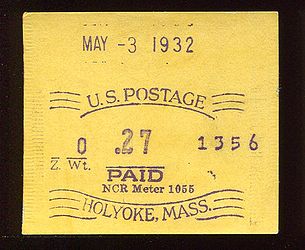 MAY -3 1932
U.S. POSTAGE
0 .27 1356
Z. Wt.
PAID
NCR Meter 1055
HOLYOKE, MASS.